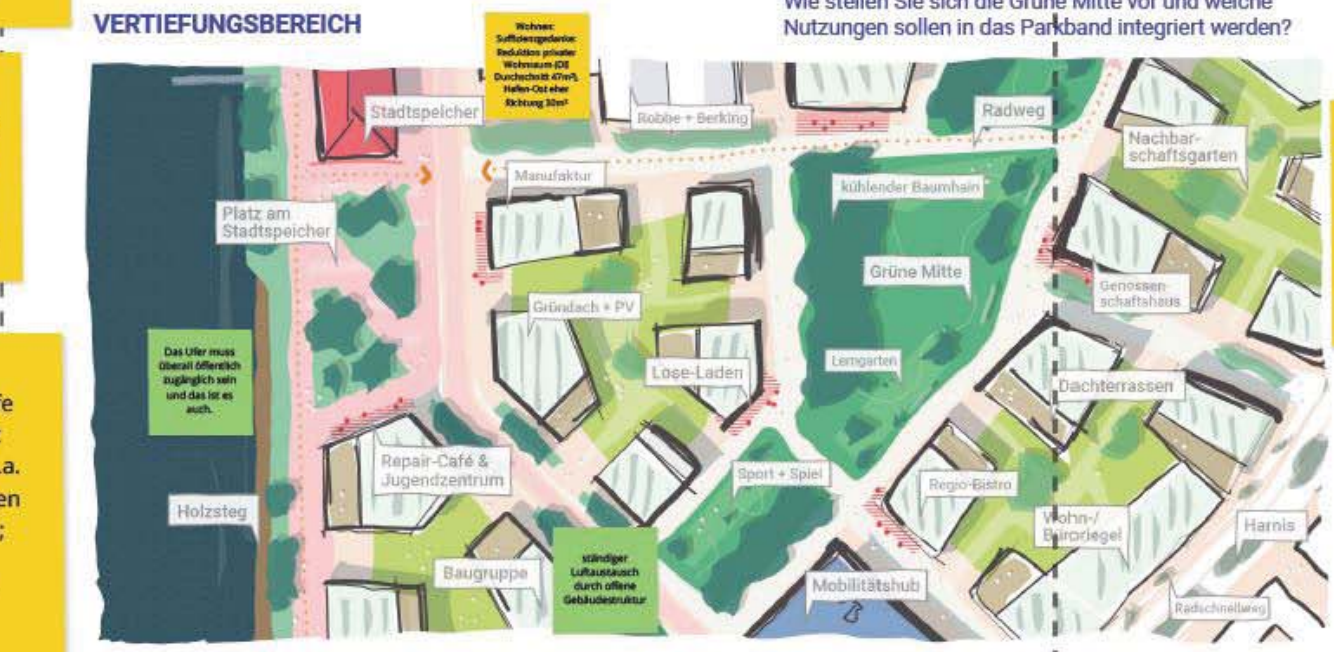 VERTIEFUNGSBEREICH
Wie stellen Sie sich die Grüne Mitte vor und welche
Nutzungen sollen in das Parkband integriert werden?
Wohnen:
Suffizienzgedanke:
Reduktion privater
Wohnraum (DE
Durchschnitt 47m²),
Hafen-Ost eher
Richtung 30m²
Stadtspeicher
Robbe + Berking
Radweg
Nachbar-
schaftsgarten
Manufaktur
kühlender Baumhain
Platz am
Stadtspeicher
Grüne Mitte
Genossen-
schaftshaus
Gründach + PV
Das Ufer muss
überall öffentlich
zugänglich sein
und das ist es
auch.
Lose-Laden
Lerngarten
Dachterrassen
Repair-Café &
Jugendzentrum
Sport + Spiel
Regio-Bistro
Holzsteg
Wohn-/
Büroriegel
Harnis
ständiger
Luftaustausch
durch offene
Gebäudestruktur
Baugruppe
Mobilitätshub
Radschnellweg
fe
.a.
en
;